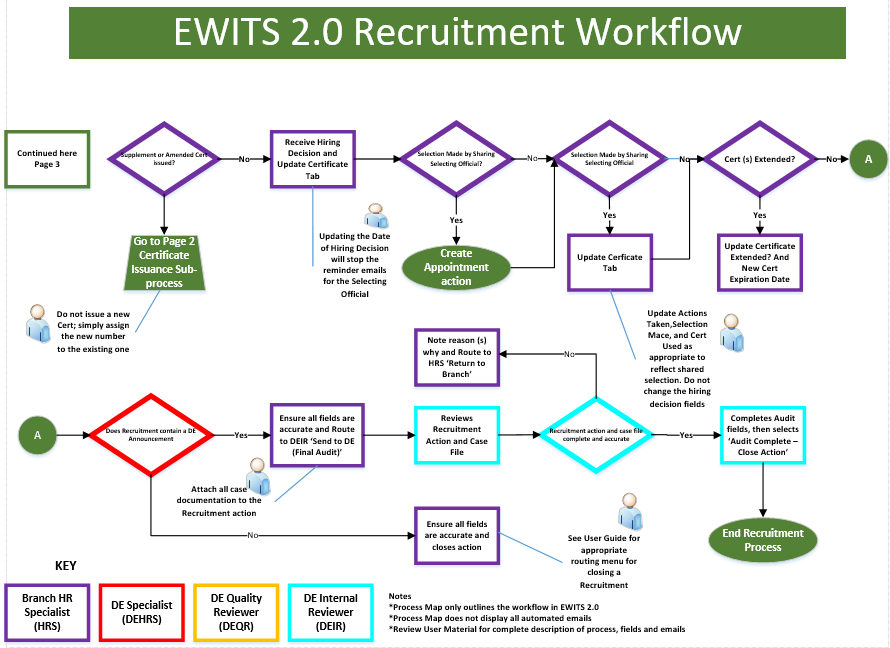 EWITS 2.0 Recruitment Workflow
Continued here
Page 3
Supplement or Amended Cert
issued?
No
Receive Hiring
Decision and
Update Certificate
Tab
Selection Made by Sharing
Selecting Official?
No
Selection Made by Sharing
Selecting Official
No
Cert (s) Extended?
No
A
Yes
Yes
Yes
Go to Page 2
Certificate
Issuance Sub-
process
Updating the Date
of Hiring Decision
will stop the
reminder emails
for the Selecting
Official
Create
Appointment
action
Update Cerficate
Tab
Update Certificate
Extended? And
New Cert
Expiration Date
Do not issue a new
Cert; simply assign
the new number
to the existing one
Update Actions
Taken,Selection
Mace, and Cert
Used as
appropriate to
reflect shared
selection. Do not
change the hiring
decision fields
Note reason (s)
why and Route to
HRS ‘Return to
Branch’
No
A
Does Recruitment contain a DE
Announcement
Yes
Ensure all fields are
accurate and Route
to DEIR ‘Send to DE
(Final Audit)’
Reviews
Recruitment
Action and Case
File
Recruitment action and case file
complete and accurate
Yes
Completes Audit
fields, then selects
‘Audit Complete –
Close Action’
Attach all case
documentation to the
Recruitment action
No
Ensure all fields
are accurate and
closes action
See User Guide for
appropriate
routing menu for
closing a
Recruitment
End Recruitment
Process
KEY
Branch HR
Specialist
(HRS)
DE Specialist
(DEHRS)
DE Quality
Reviewer
(DEQR)
DE Internal
Reviewer
(DEIR)
Notes
*Process Map only outlines the workflow in EWITS 2.0
*Process Map does not display all automated emails
*Review User Material for complete description of process, fields and emails